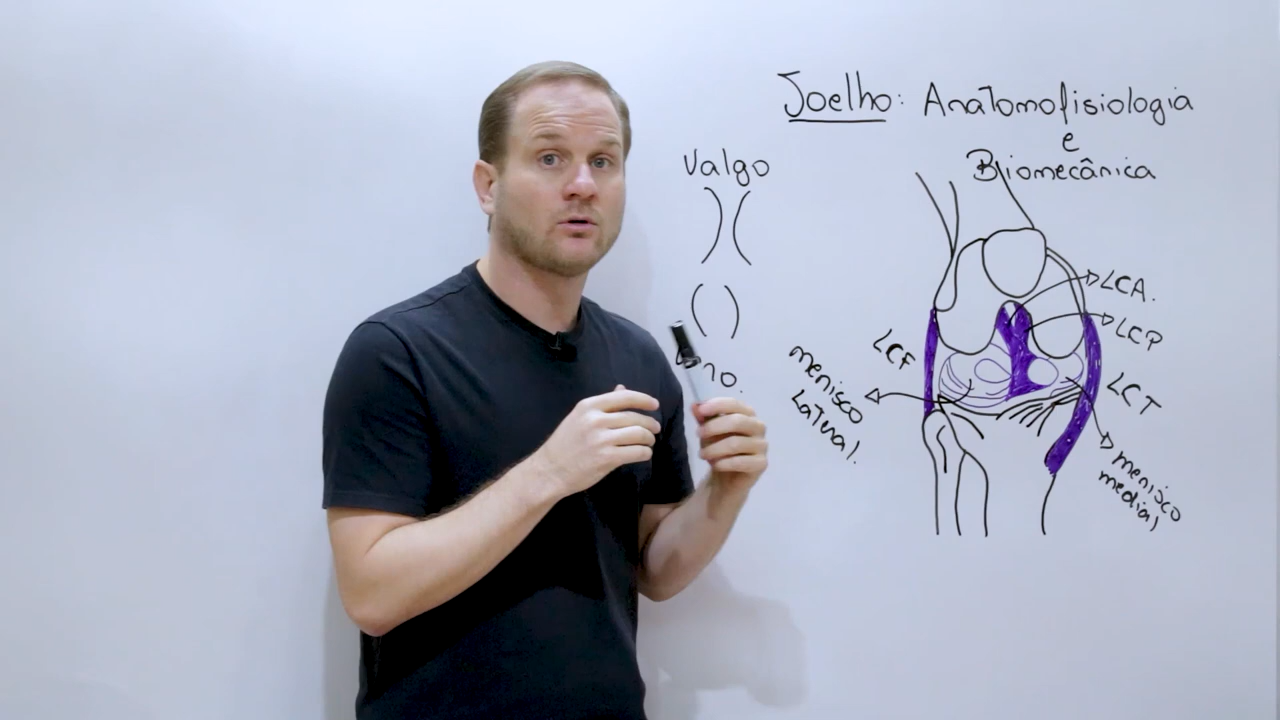 Joelho: Anatomofisiologia
e
Biomecânica
Valgo
LCA.
LCP
LCF
LCT
menisco
Lateral.
menisco
medial